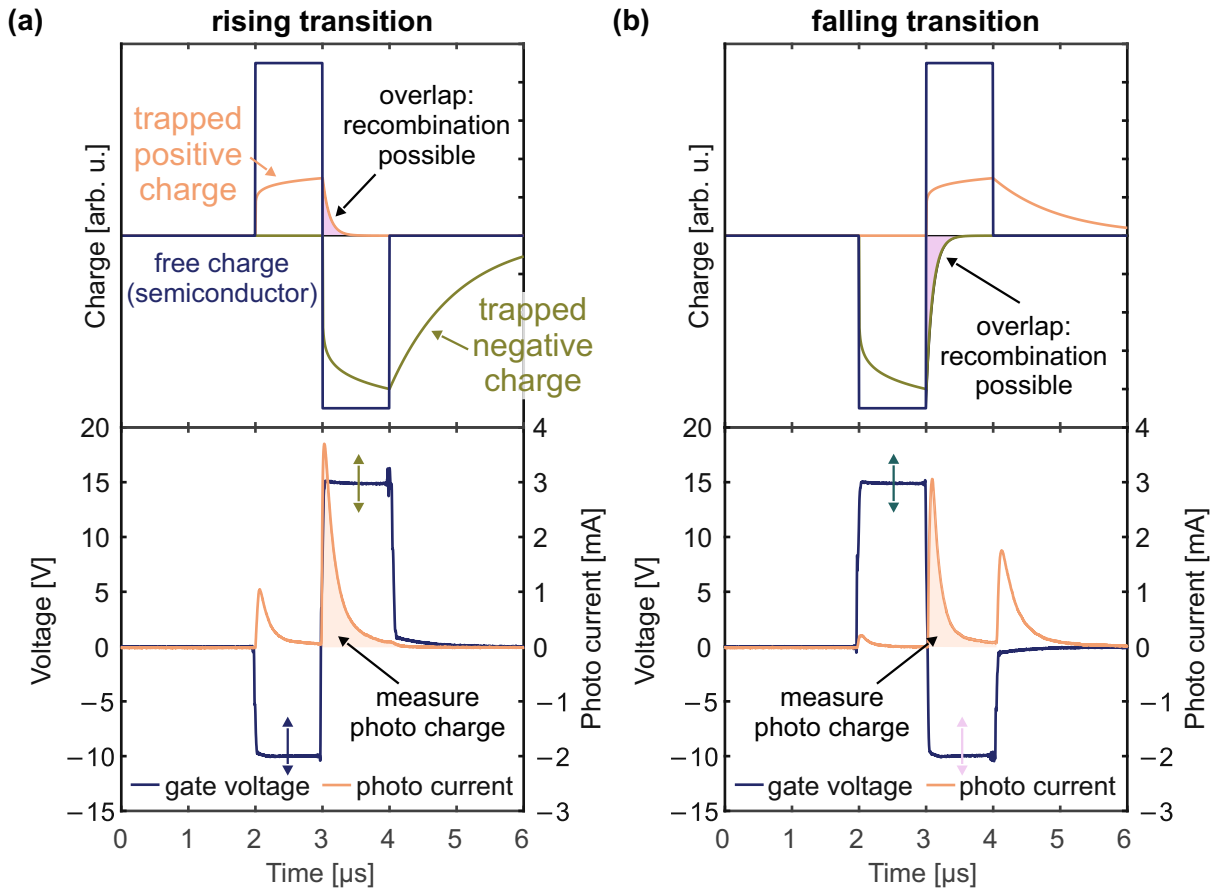 (a)
rising transition
Charge [arb. u.]
trapped
positive
charge
overlap:
recombination
possible
free charge
(semiconductor)
trapped
negative
charge
20
15
10
5
0
−5
−10
−15
Voltage [V]
4
3
2
1
0
−1
−2
−3
Photo current [mA]
measure
photo charge
gate voltage
photo current
0
1
2
3
4
5
6
Time [µs]
(b)
falling transition
Charge [arb. u.]
overlap:
recombination
possible
20
15
10
5
0
−5
−10
−15
Voltage [V]
4
3
2
1
0
−1
−2
−3
Photo current [mA]
measure
photo charge
gate voltage
photo current
0
1
2
3
4
5
6
Time [µs]